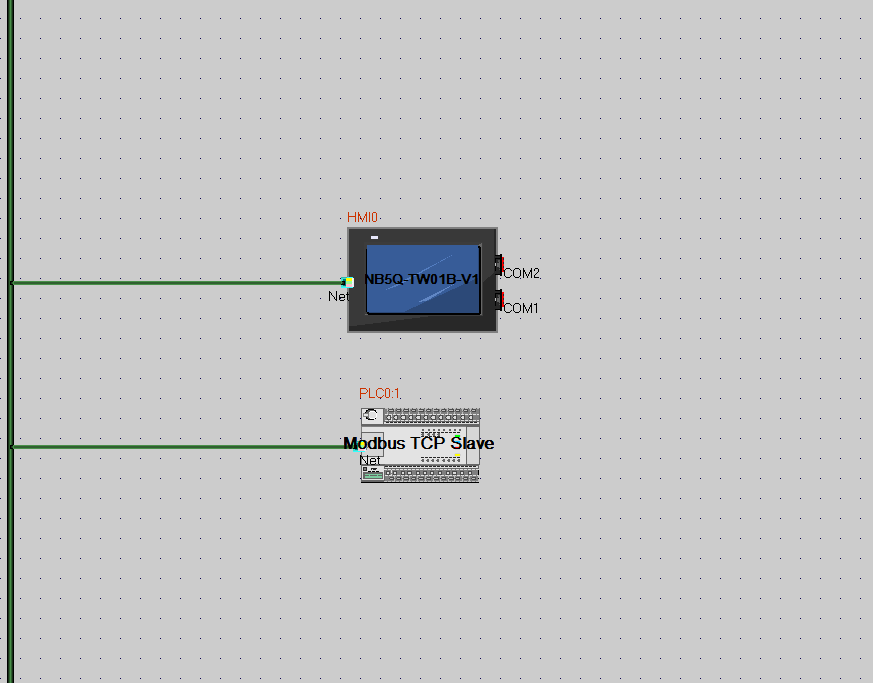 HMI0
NB5Q-TW01B-V1
COM2
Net
COM1
PLC0:1
Modbus TCP Slave
Net